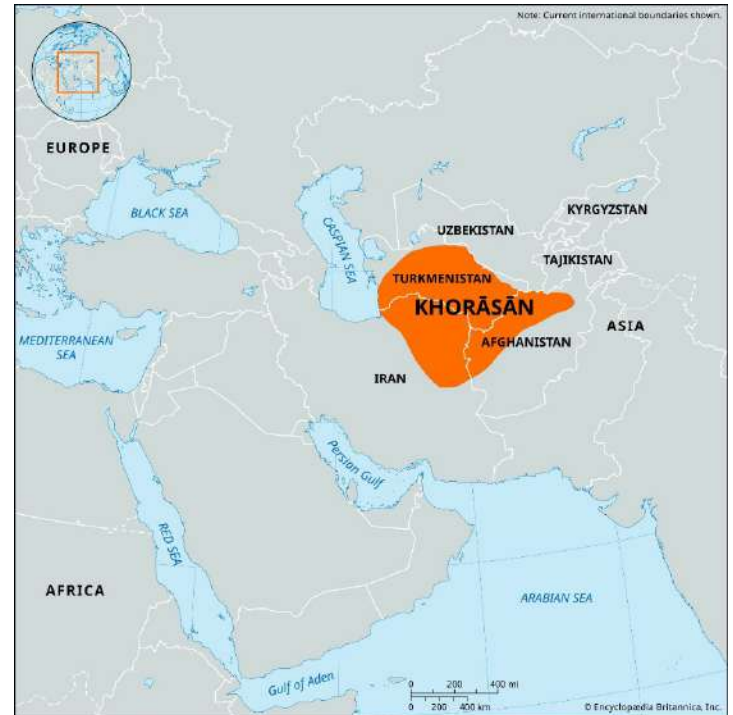 Note: Current international boundaries shown.
EUROPE
BLACK SEA
CASPIAN SEA
UZBEKISTAN
KYRGYZSTAN
TAJIKISTAN
TURKMENISTAN
KHORĀSĀN
ASIA
MEDITERRANEAN
SEA
AFGHANISTAN
IRAN
Persian Gulf
RED SEA
AFRICA
ARABIAN SEA
Gulf of Aden
0 200 400 mi
0 200 400 km
© Encyclopædia Britannica, Inc.